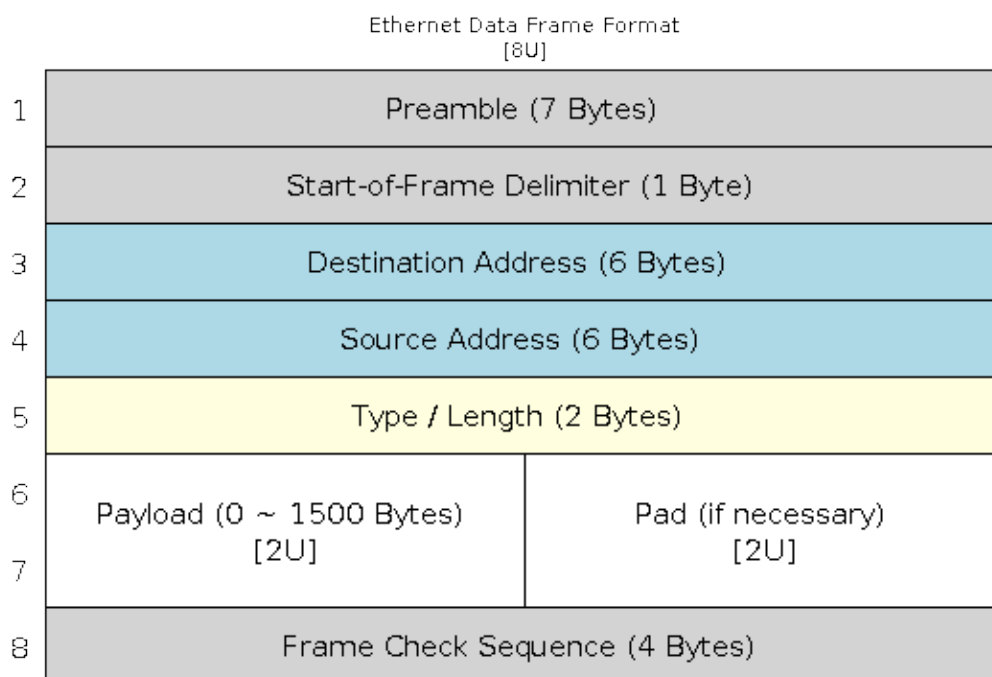 Ethernet Data Frame Format
[8U]
1
Preamble (7 Bytes)
2
Start-of-Frame Delimiter (1 Byte)
3
Destination Address (6 Bytes)
4
Source Address (6 Bytes)
5
Type / Length (2 Bytes)
6
Payload (0 ~ 1500 Bytes)
[2U]
Pad (if necessary)
[2U]
7
8
Frame Check Sequence (4 Bytes)